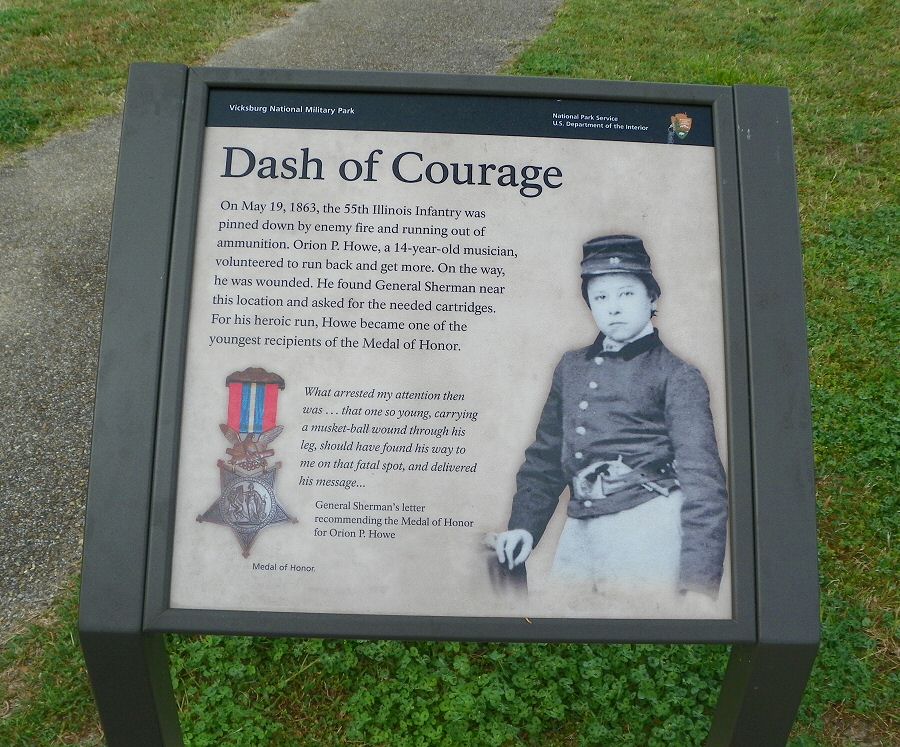 Vicksburg National Military Park
National Park Service
U.S. Department of the Interior
Dash of Courage
On May 19, 1863, the 55th Illinois Infantry was
pinned down by enemy fire and running out of
ammunition. Orion P. Howe, a 14-year-old musician,
volunteered to run back and get more. On the way,
he was wounded. He found General Sherman near
this location and asked for the needed cartridges.
For his heroic run, Howe became one of the
youngest recipients of the Medal of Honor.
What arrested my attention then
was . . . that one so young, carrying
a musket-ball wound through his
leg, should have found his way to
me on that fatal spot, and delivered
his message...
General Sherman's letter
recommending the Medal of Honor
for Orion P. Howe
Medal of Honor